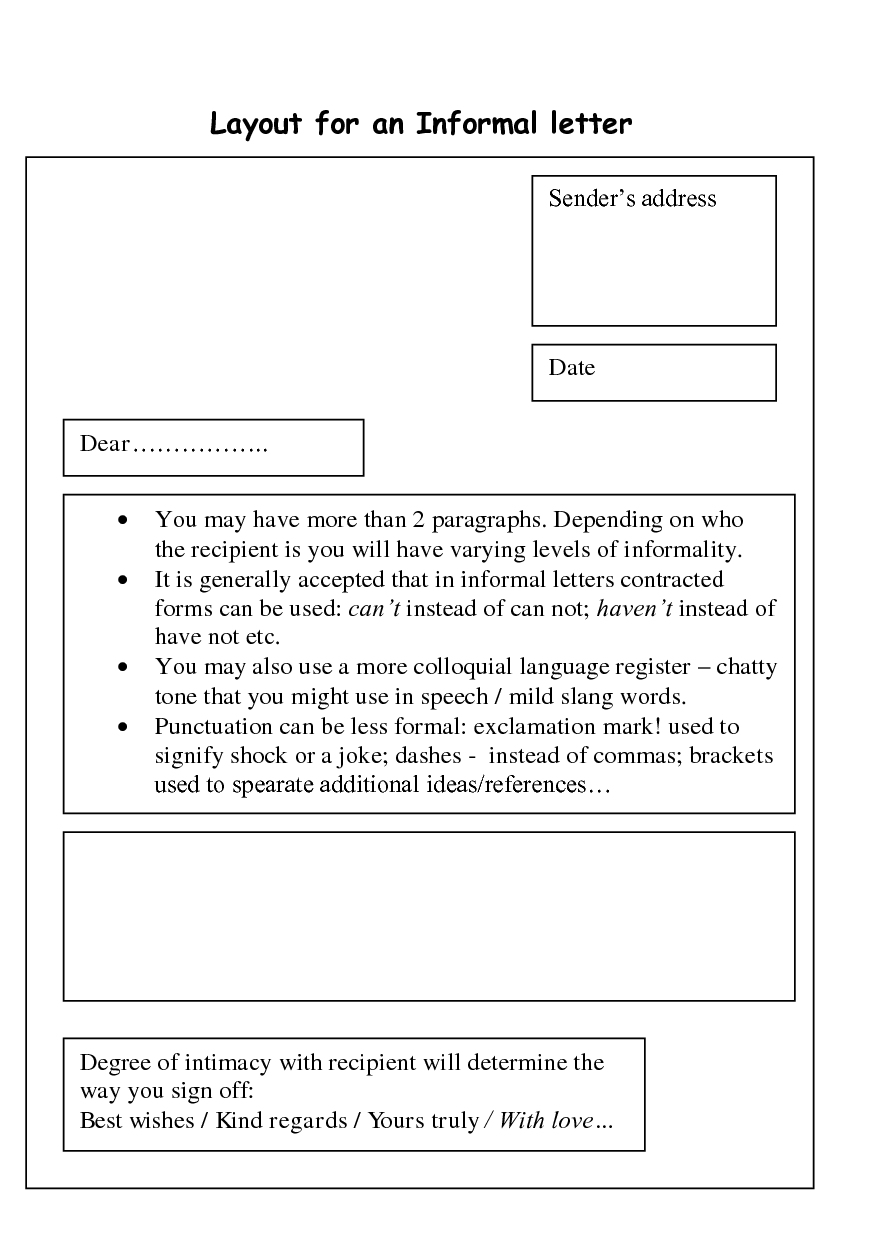 Layout for an Informal letter
Sender’s address
Date
Dear……………..
• You may have more than 2 paragraphs. Depending on who
the recipient is you will have varying levels of informality.
• It is generally accepted that in informal letters contracted
forms can be used: can’t instead of can not; haven’t instead of
have not etc.
• You may also use a more colloquial language register – chatty
tone that you might use in speech / mild slang words.
• Punctuation can be less formal: exclamation mark! used to
signify shock or a joke; dashes - instead of commas; brackets
used to spearate additional ideas/references…
Degree of intimacy with recipient will determine the
way you sign off:
Best wishes / Kind regards / Yours truly / With love...